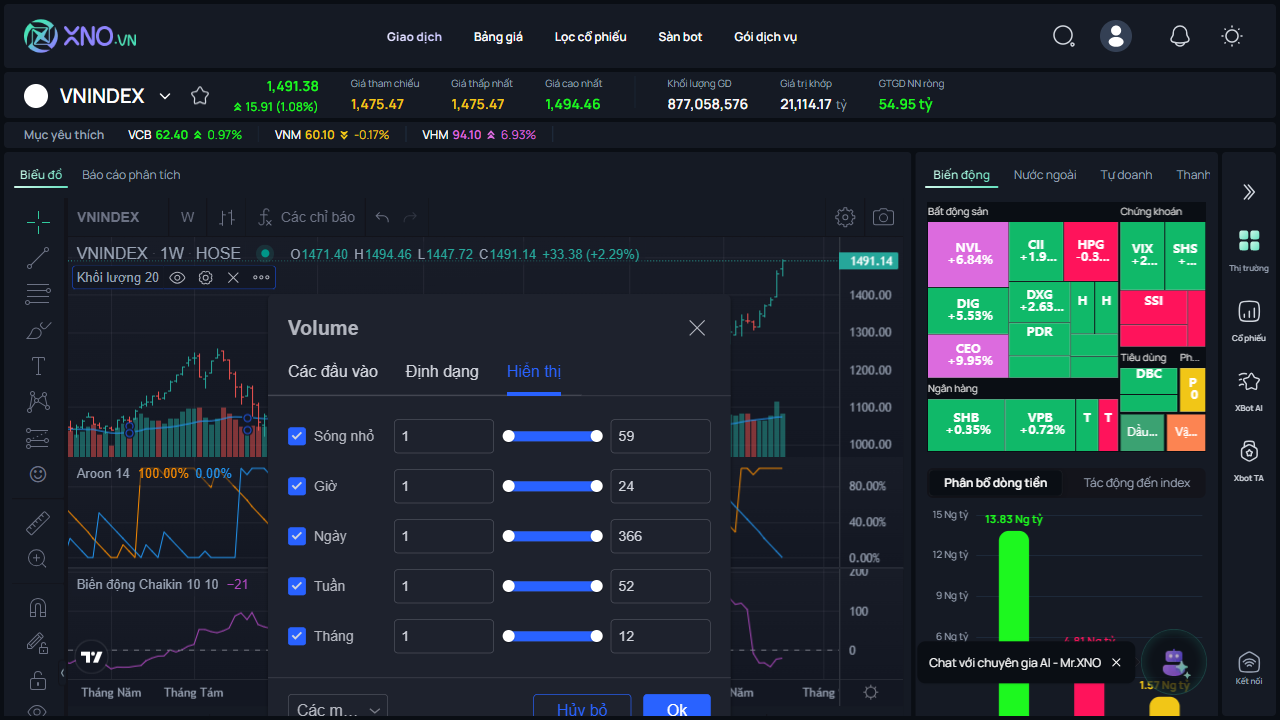 XNO.VN
Giao dịch Bảng giá Lọc cổ phiếu Sàn bot Gói dịch vụ
VNINDEX
1,491.38
15.91 (1.08%)
Giá tham chiếu
1,475.47
Giá thấp nhất
1,475.47
Giá cao nhất
1,494.46
Khối lượng GD
877,058,576
Giá trị khớp
21,114.17 tỷ
GTGD NN ròng
54.95 tỷ
Mục yêu thích VCB 62.40 0.97% VNM 60.10 -0.17% VHM 94.10 6.93%
Biểu đồ Báo cáo phân tích
VNINDEX W Các chỉ báo
VNINDEX 1W HOSE O1471.40 H1494.46 L1447.72 C1491.14 +33.38 (+2.29%)
Khối lượng 20
1491.14
1400.00
1300.00
1200.00
1100.00
1000.00
Aroon 14 100.00% 0.00%
80.00%
40.00%
0.00%
Biên động Chaikin 10 10 −21
200
100
0
Tháng Năm Tháng Tám Năm Tháng
Volume
Các đầu vào Định dạng Hiển thị
Sóng nhỏ 1 59
Giờ 1 24
Ngày 1 366
Tuần 1 52
Tháng 1 12
Các m... Hủy bỏ Ok
Biến động Nước ngoài Tự doanh Thanh
Bất động sản Chứng khoán
NVL
+6.84%
CII
+1.9...
HPG
-0.3...
VIX
+2...
SHS
+...
DIG
+5.53%
DXG
+2.63...
H H
SSI
PDR
CEO
+9.95%
Tiêu dùng Ph...
DBC
P
0
Ngân hàng
SHB
+0.35%
VPB
+0.72%
T T
Dầu... Vậ...
Phân bổ dòng tiền Tác động đến index
15 Ng tỷ
13.83 Ng tỷ
12 Ng tỷ
9 Ng tỷ
6 Ng tỷ
4.81 Ng tỷ
1.57 Ng tỷ
Chat với chuyên gia AI - Mr.XNO
Thị trường
Cổ phiếu
XBot AI
Xbot TA
Kết nối